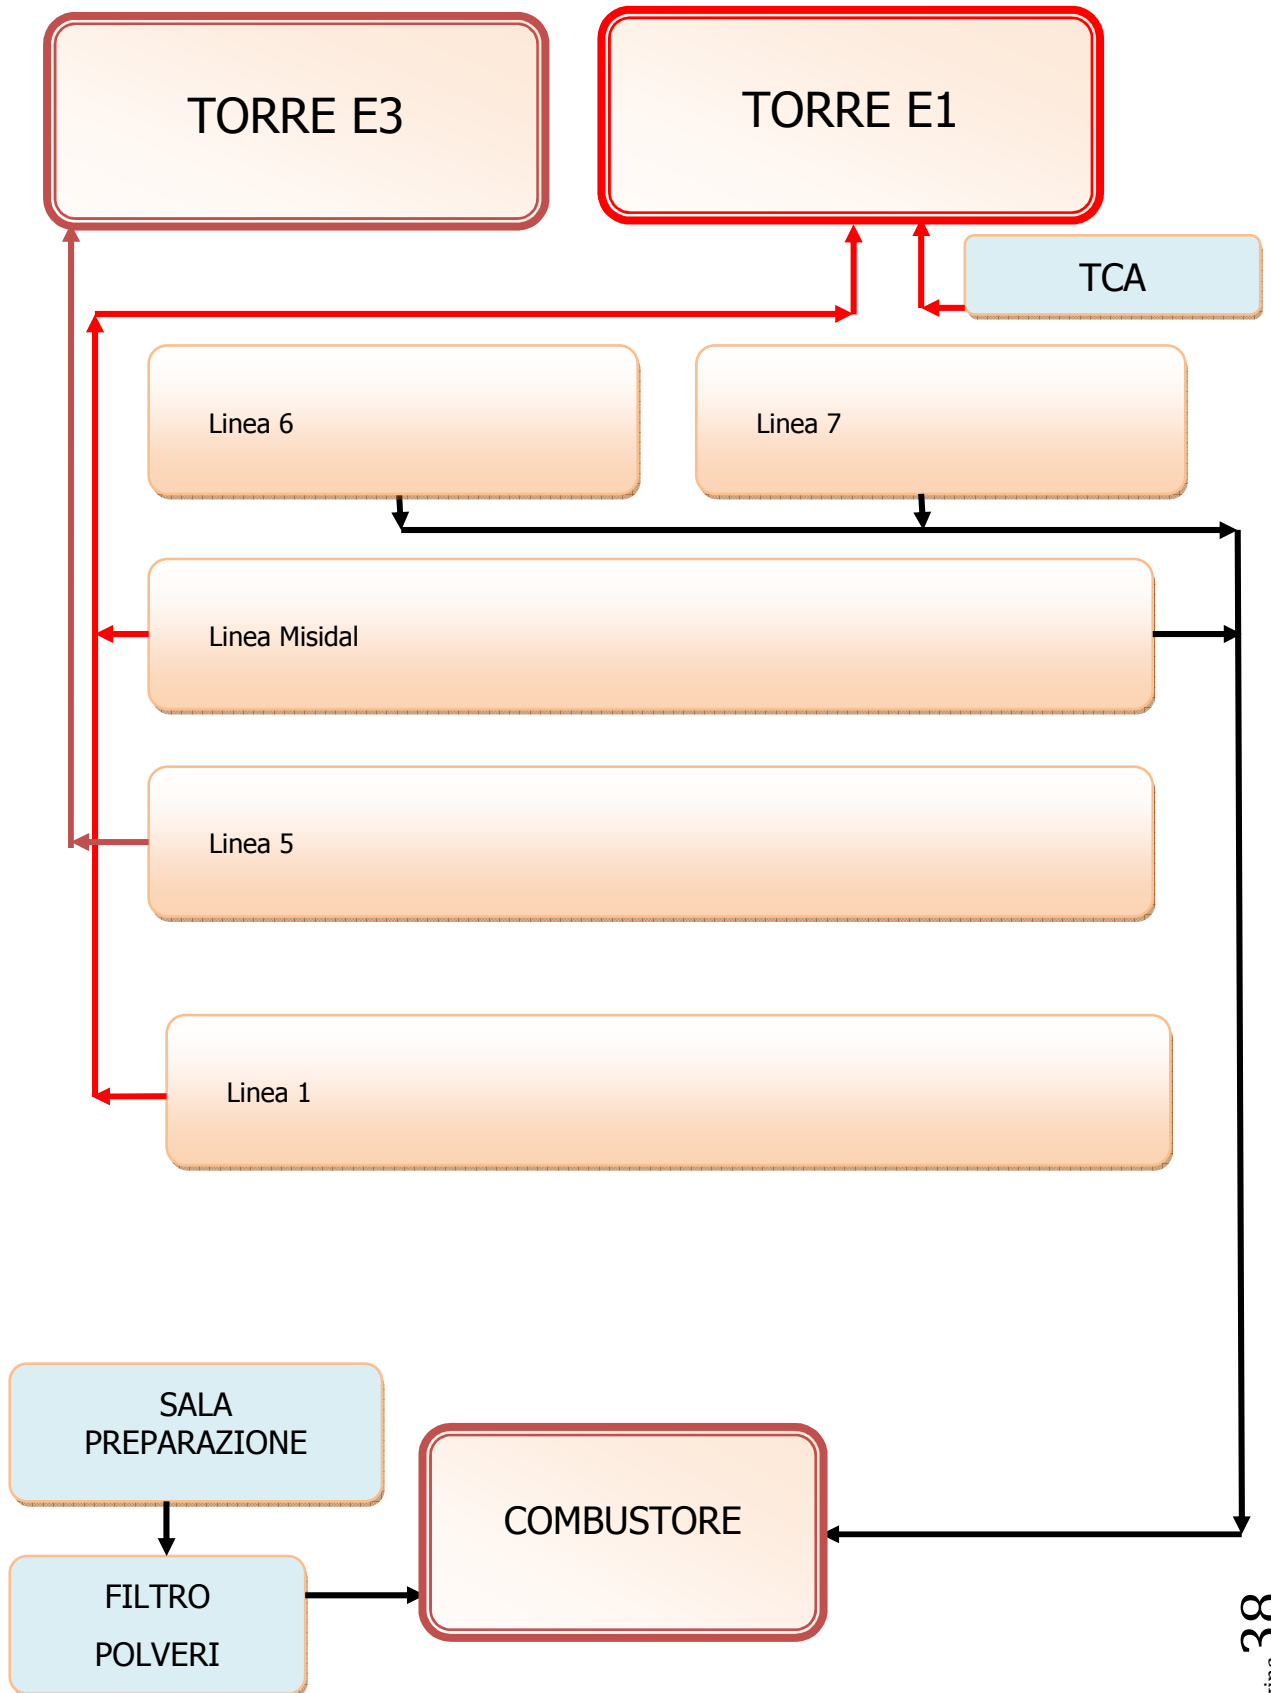 TORRE E3
TORRE E1
TCA
Linea 6
Linea 7
Linea Misidal
Linea 5
Linea 1
SALA
PREPARAZIONE
COMBUSTORE
FILTRO
POLVERI
38